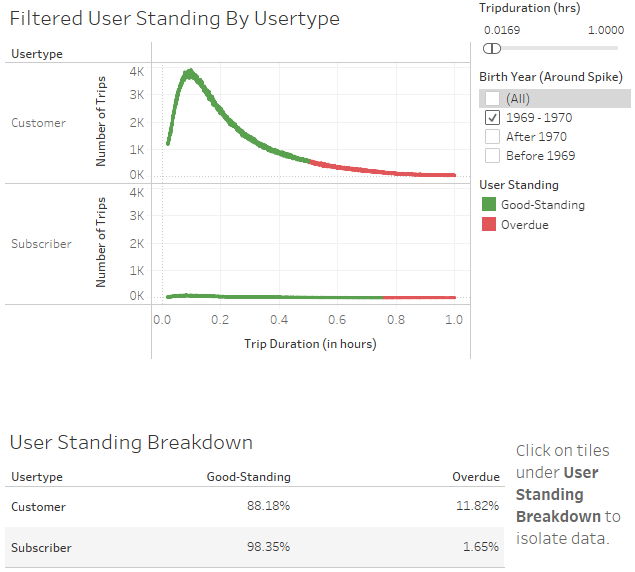 Filtered User Standing By Usertype
Usertype
Customer
Number of Trips
4K
3K
2K
1K
0K
Subscriber
Number of Trips
4K
3K
2K
1K
0K
0.0 0.2 0.4 0.6 0.8 1.0
Trip Duration (in hours)
Tripduration (hrs)
0.0169 1.0000
Birth Year (Around Spike)
(All)
1969 - 1970
After 1970
Before 1969
User Standing
Good-Standing
Overdue
User Standing Breakdown
Usertype Good-Standing Overdue
Customer 88.18% 11.82%
Subscriber 98.35% 1.65%
Click on tiles
under User
Standing
Breakdown to
isolate data.